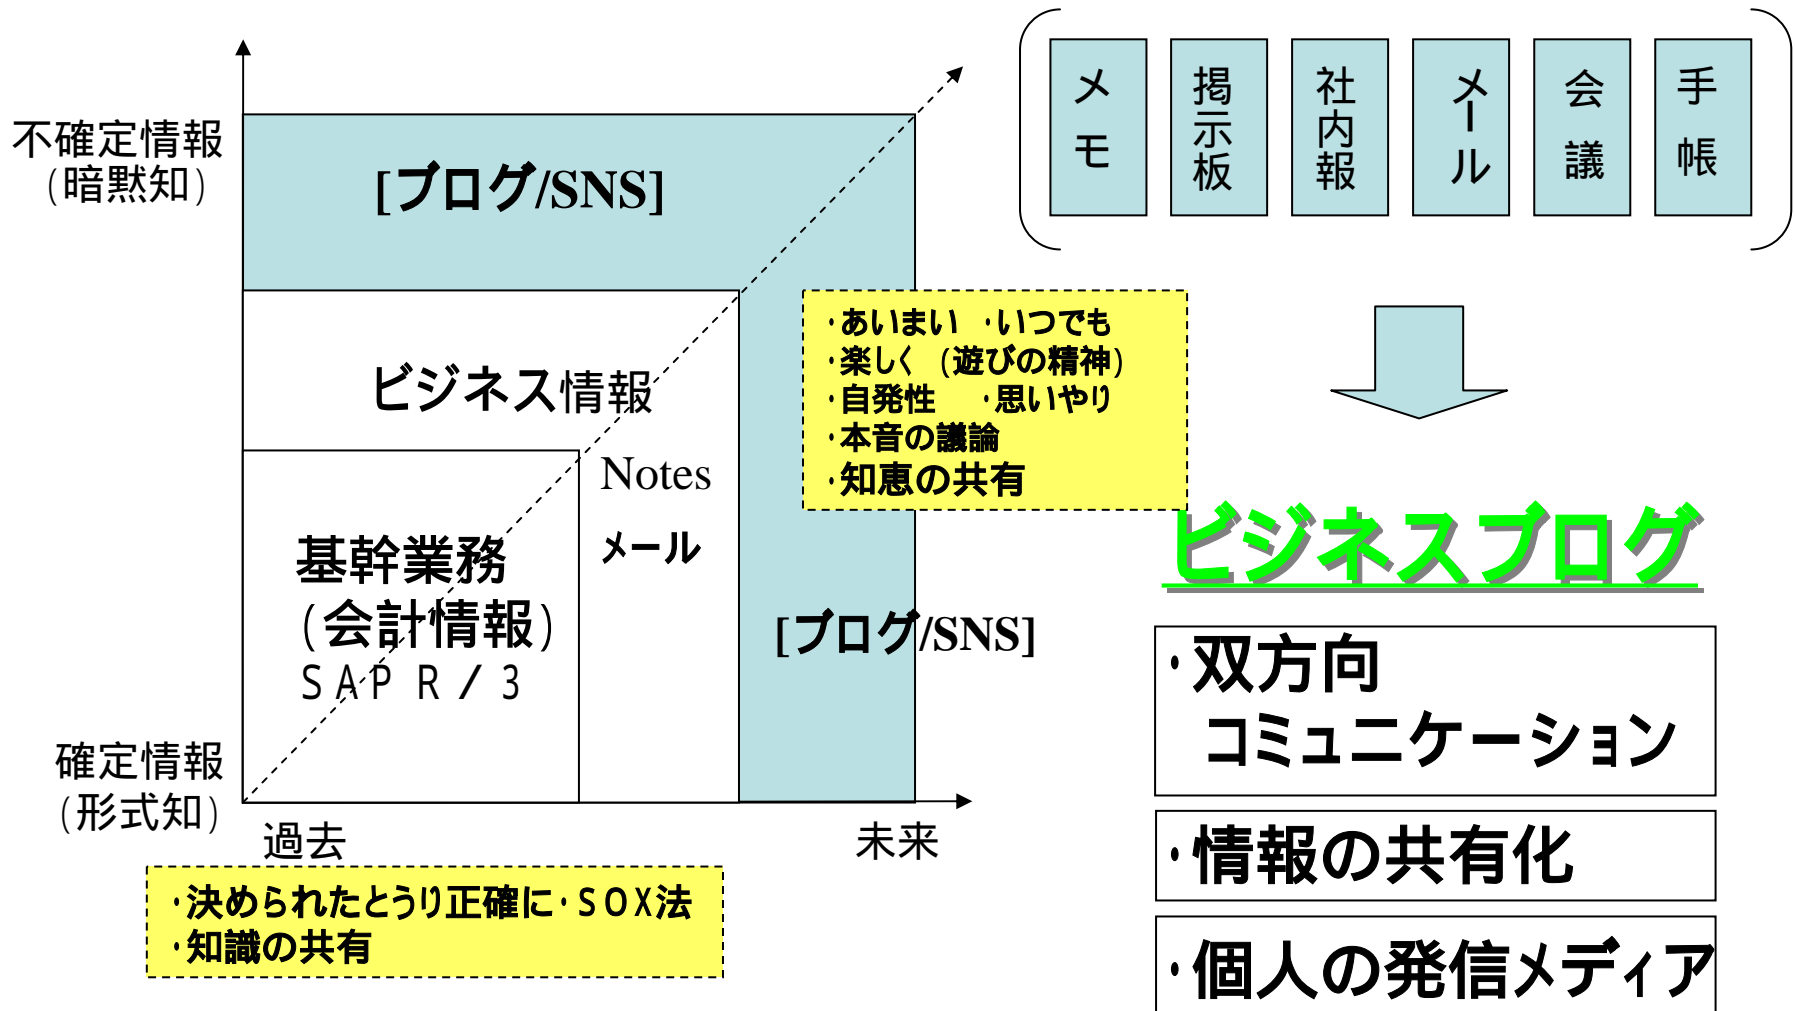 メモ
掲示板
社内報
メール
会議
手帳
不確定情報
（暗黙知）
[ブログ/SNS]
・あいまい ・いつでも
・楽しく（遊びの精神）
・自発性 ・思いやり
・本音の議論
・知恵の共有
ビジネス情報
Notes
メール
基幹業務
（会計情報）
ＳＡＰ Ｒ／３
[ブログ/SNS]
確定情報
（形式知）
過去
未来
・決められたとうり正確に・ＳＯＸ法
・知識の共有
ビジネスブログ
・双方向
コミュニケーション
・情報の共有化
・個人の発信メディア